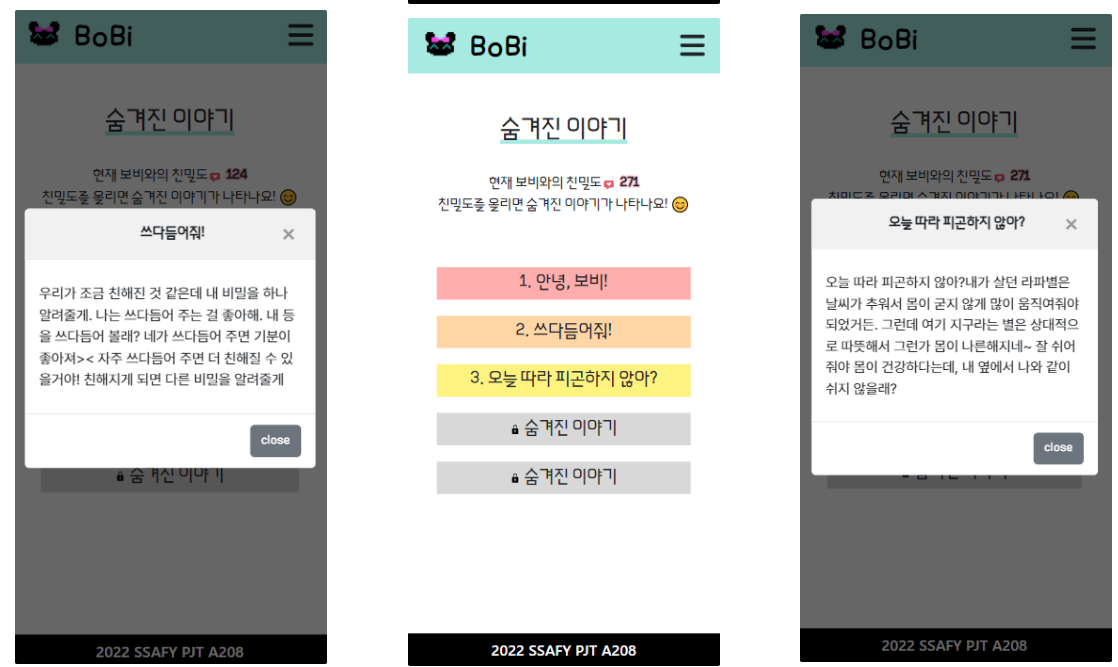 BoBi
숨겨진 이야기
현재 보비와의 친밀도 124
친밀도를 올리면 숨겨진 이야기가 나타나요!
쓰다듬어줘!
×
우리가 조금 친해진 것 같은데 내 비밀을 하나
알려줄게. 나는 쓰다듬어 주는 걸 좋아해. 내 등
을 쓰다듬어 볼래? 네가 쓰다듬어 주면 기분이
좋아져>< 자주 쓰다듬어 주면 더 친해질 수 있
을거야! 친해지게 되면 다른 비밀을 알려줄게
close
숨겨진 이야기
2022 SSAFY PJT A208
BoBi
숨겨진 이야기
현재 보비와의 친밀도 271
친밀도를 올리면 숨겨진 이야기가 나타나요!
1. 안녕, 보비!
2. 쓰다듬어줘!
3. 오늘 따라 피곤하지 않아?
숨겨진 이야기
숨겨진 이야기
2022 SSAFY PJT A208
BoBi
숨겨진 이야기
현재 보비와의 친밀도 271
친밀도를 올리면 숨겨진 이야기가 나타나요!
오늘 따라 피곤하지 않아?
×
오늘 따라 피곤하지 않아?내가 살던 라파별은
날씨가 추워서 몸이 굳지 않게 많이 움직여줘야
되었거든. 그런데 여기 지구라는 별은 상대적으
로 따뜻해서 그런가 몸이 나른해지네~ 잘 쉬어
줘야 몸이 건강하다는데, 내 옆에서 나와 같이
쉬지 않을래?
close
2022 SSAFY PJT A208